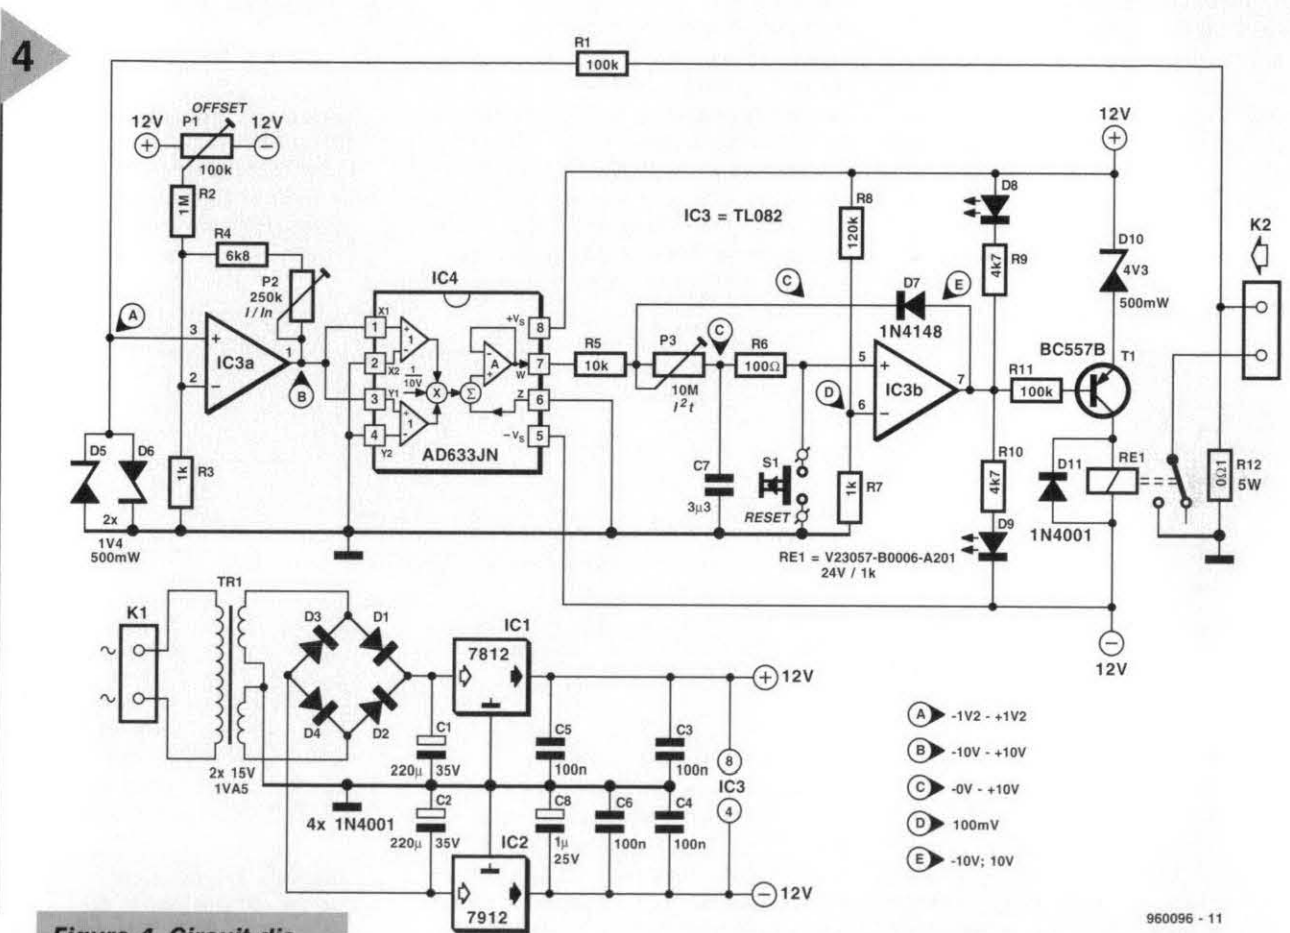 4
R1
100k
OFFSET
P1
12V
12V
100k
R2
1M
R4
6k8
P2
250k
I / In
A
3
2
IC3a
1
B
D5
D6
2x
1V4
500mW
R3
1k
IC4
X1
1
2
X2
1
10V
Y1
3
4
Y2
1
1
X
Σ
A
+VS
8
7
W
Z
6
-VS
5
AD633JN
R5
10k
P3
10M
I²t
C
R6
100Ω
C7
3µ3
S1
RESET
IC3 = TL082
R8
120k
C
D7
1N4148
E
D
5
6
IC3b
7
R7
1k
RE1 = V23057-B0006-A201
24V / 1k
D8
R9
4k7
R11
100k
R10
4k7
D9
12V
D10
4V3
500mW
BC557B
T1
D11
1N4001
RE1
12V
K2
R12
0Ω1
5W
K1
TR1
2x 15V
1VA5
D3
D1
D4
D2
4x 1N4001
C1
220µ
35V
C2
220µ
35V
IC1
7812
IC2
7912
C5
100n
C8
1µ
25V
C6
100n
C3
100n
C4
100n
8
IC3
4
12V
12V
A -1V2 - +1V2
B -10V - +10V
C -0V - +10V
D 100mV
E -10V; 10V
960096 - 11